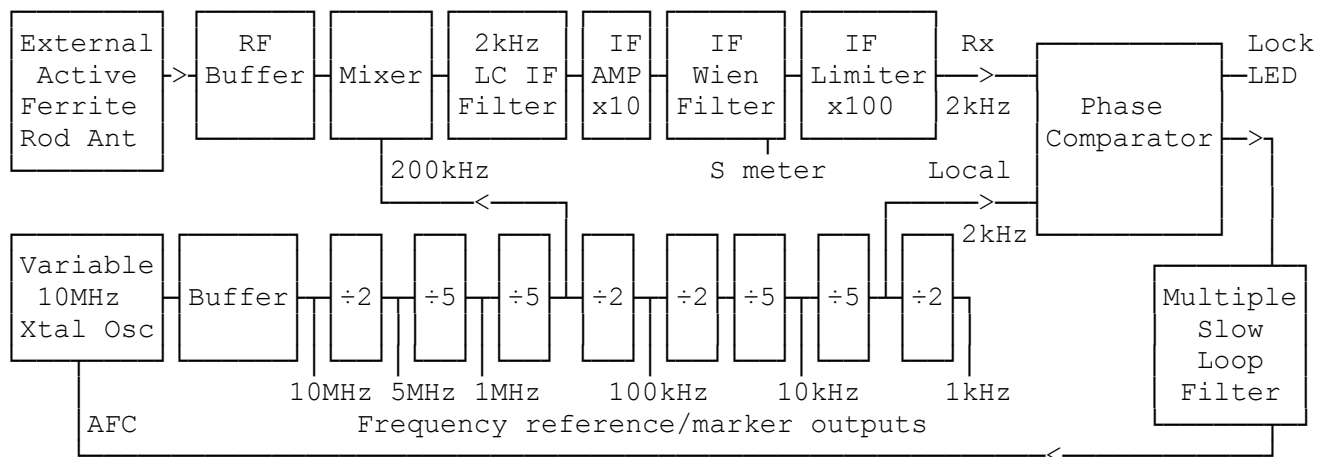 External
Active
Ferrite
Rod Ant
RF
Buffer
Mixer
2kHz
LC IF
Filter
IF
AMP
x10
IF
Wien
Filter
IF
Limiter
x100
Rx
>
2kHz
Phase
Comparator
Lock
LED
>
>
200kHz
<
S meter
Local
>
2kHz
Variable
10MHz
Xtal Osc
Buffer
÷2
÷5
÷5
÷2
÷2
÷5
÷5
÷2
Multiple
Slow
Loop
Filter
10MHz
5MHz
1MHz
100kHz
10kHz
1kHz
AFC
Frequency reference/marker outputs
<